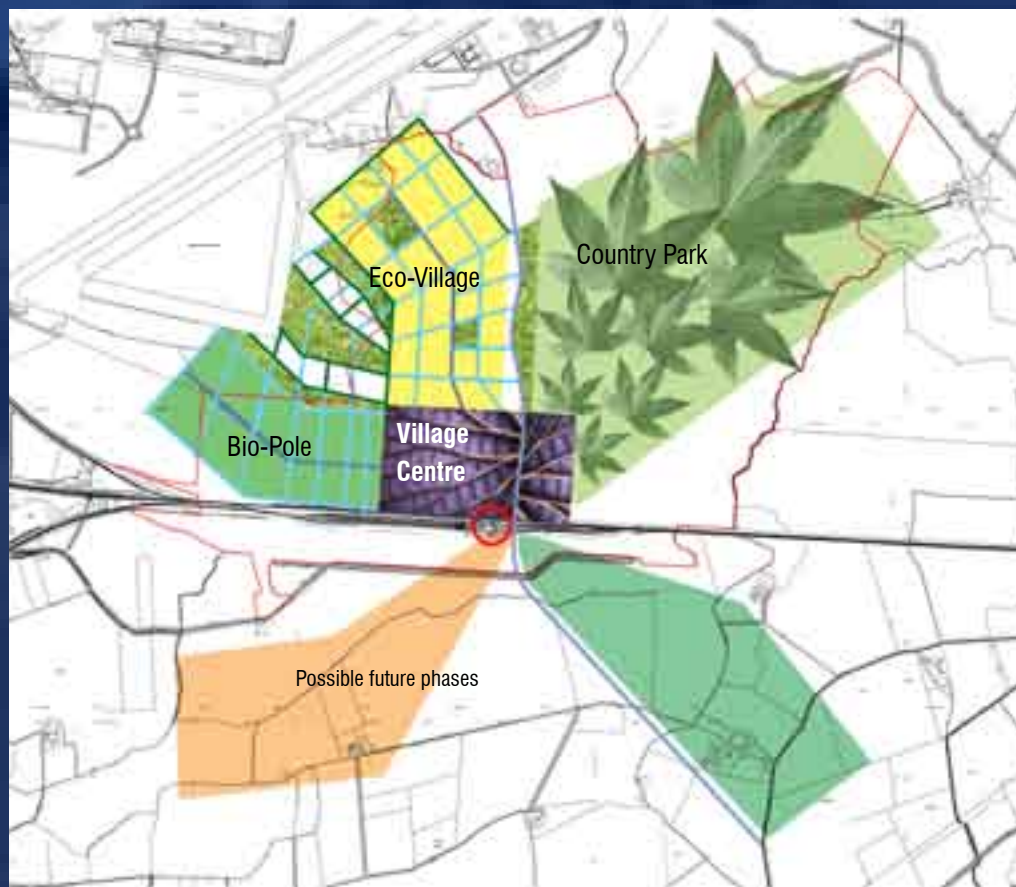 Country Park
Eco-Village
Village
Centre
Bio-Pole
Possible future phases